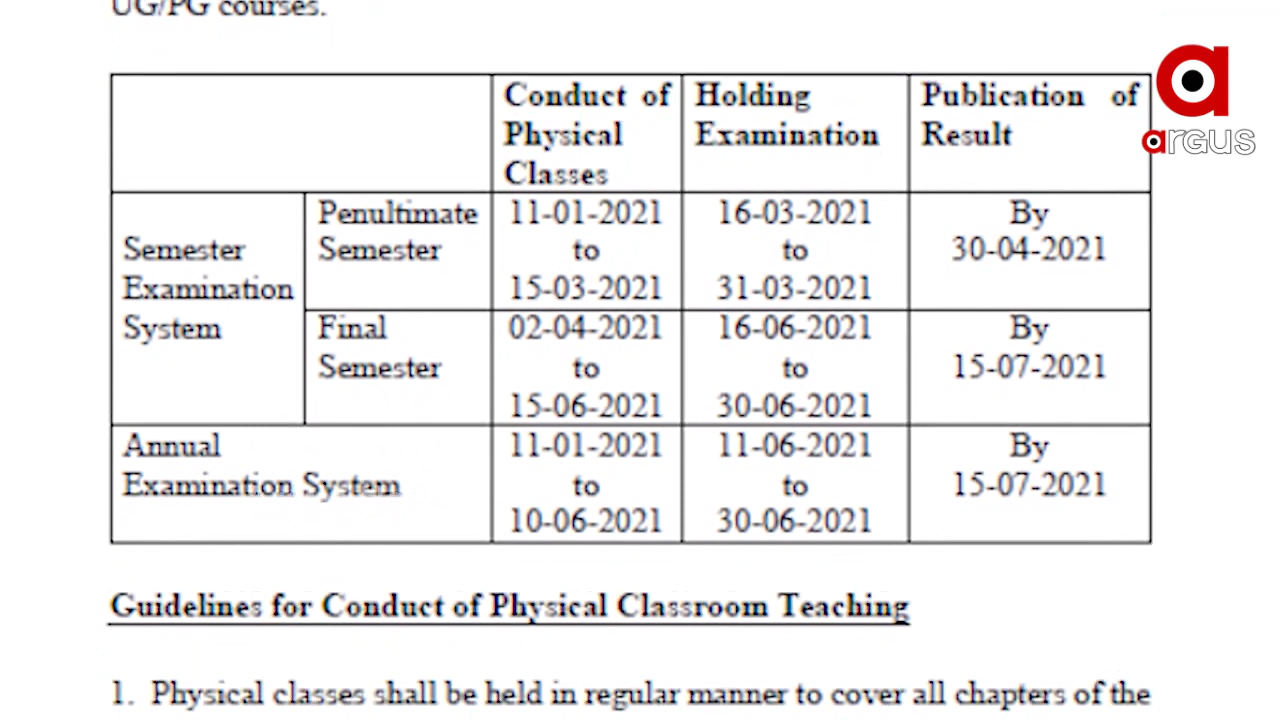 UG/PG courses.
Conduct of Physical Classes
Holding Examination
Publication of Result
Semester Examination System
Penultimate Semester
11-01-2021 to 15-03-2021
16-03-2021 to 31-03-2021
By 30-04-2021
Final Semester
02-04-2021 to 15-06-2021
16-06-2021 to 30-06-2021
By 15-07-2021
Annual Examination System
11-01-2021 to 10-06-2021
11-06-2021 to 30-06-2021
By 15-07-2021
Guidelines for Conduct of Physical Classroom Teaching
1. Physical classes shall be held in regular manner to cover all chapters of the
a
argus